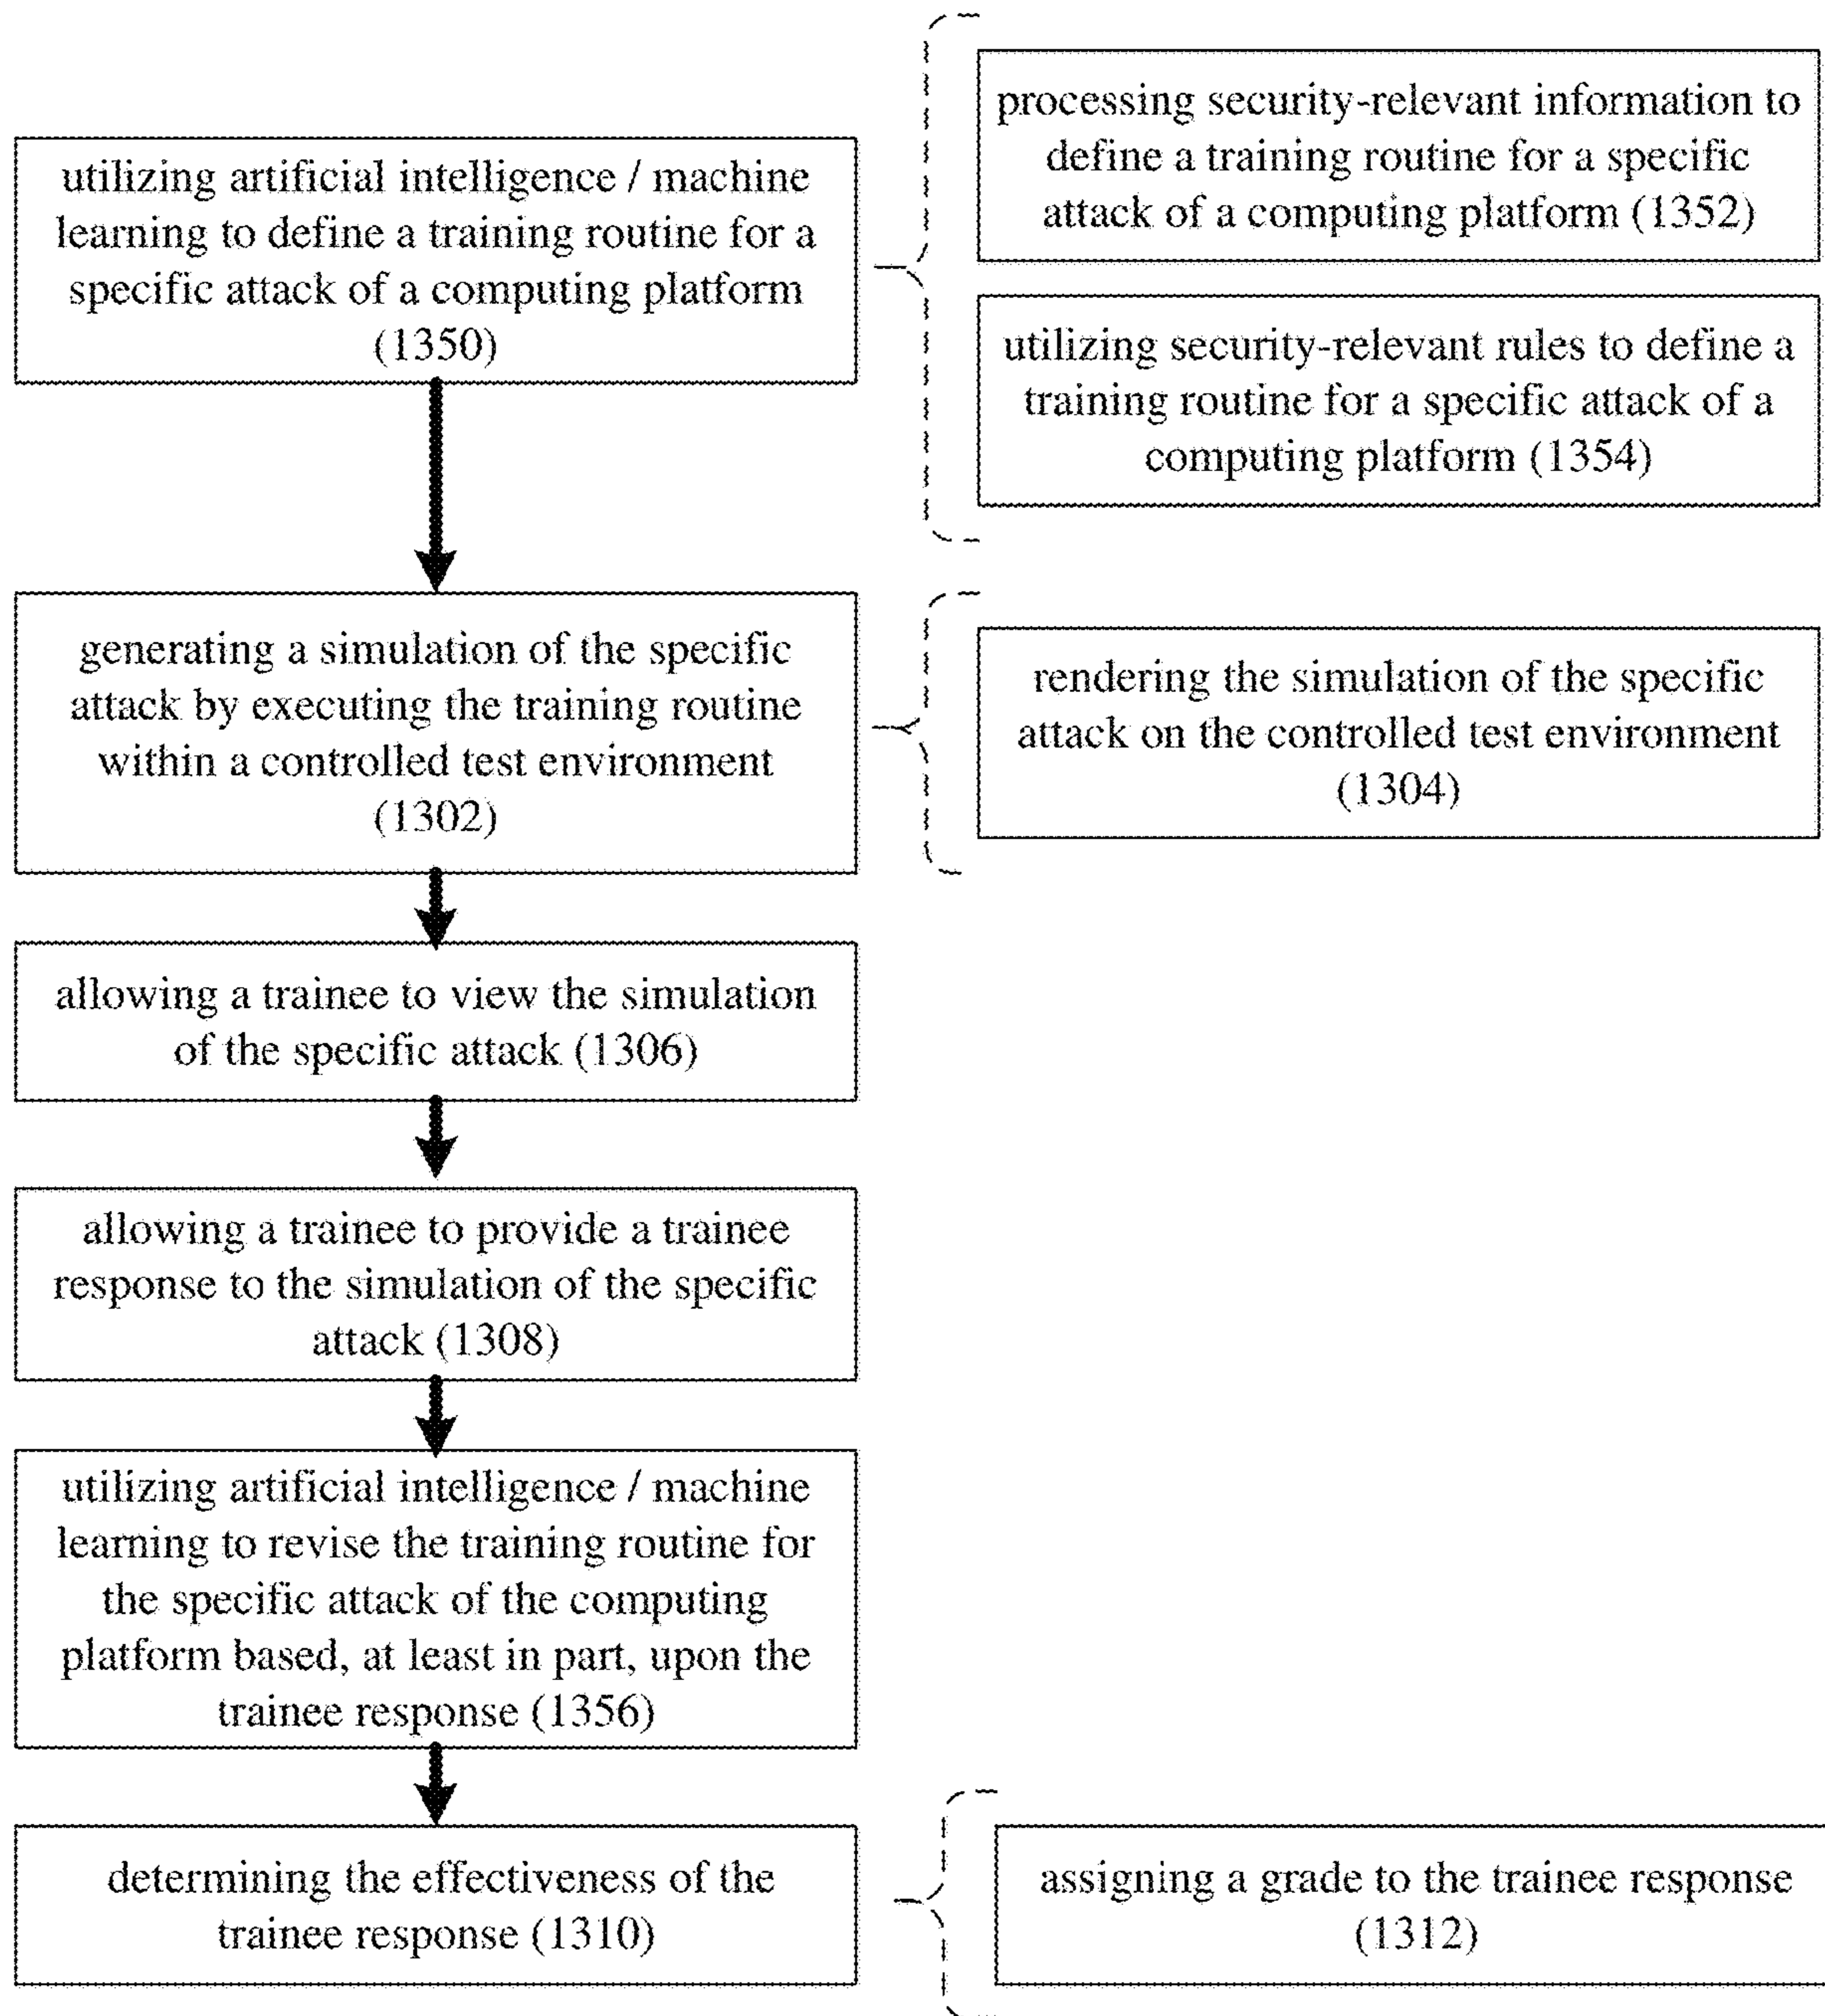 utilizing artificial intelligence / machine
learning to define a training routine for a
specific attack of a computing platform
(1350)
processing security-relevant information to
define a training routine for a specific
attack of a computing platform (1352)
utilizing security-relevant rules to define a
training routine for a specific attack of a
computing platform (1354)
generating a simulation of the specific
attack by executing the training routine
within a controlled test environment
(1302)
rendering the simulation of the specific
attack on the controlled test environment
(1304)
allowing a trainee to view the simulation
of the specific attack (1306)
allowing a trainee to provide a trainee
response to the simulation of the specific
attack (1308)
utilizing artificial intelligence / machine
learning to revise the training routine for
the specific attack of the computing
platform based, at least in part, upon the
trainee response (1356)
determining the effectiveness of the
trainee response (1310)
assigning a grade to the trainee response
(1312)